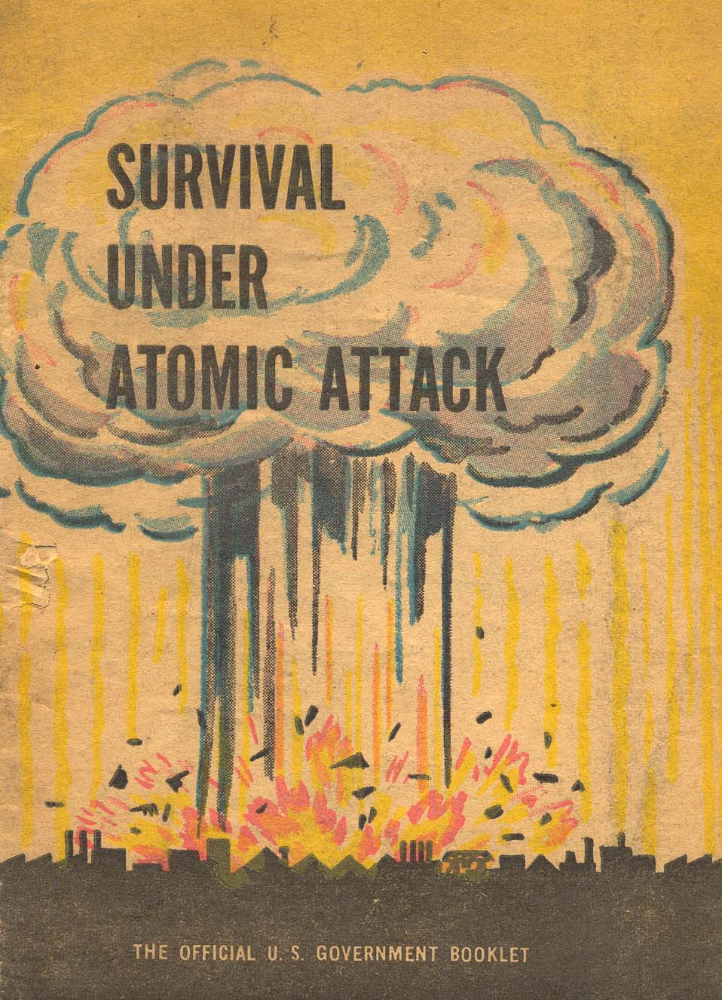 SURVIVAL
UNDER
ATOMIC ATTACK
THE OFFICIAL U. S. GOVERNMENT BOOKLET